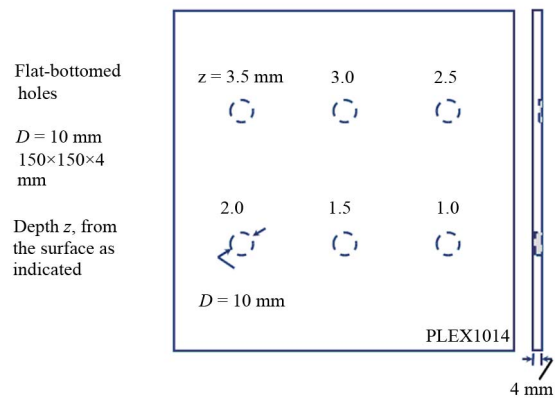 Flat-bottomed
holes
D = 10 mm
150×150×4
mm
Depth z, from
the surface as
indicated
z = 3.5 mm 3.0 2.5
2.0 1.5 1.0
D = 10 mm
PLEX1014
4 mm